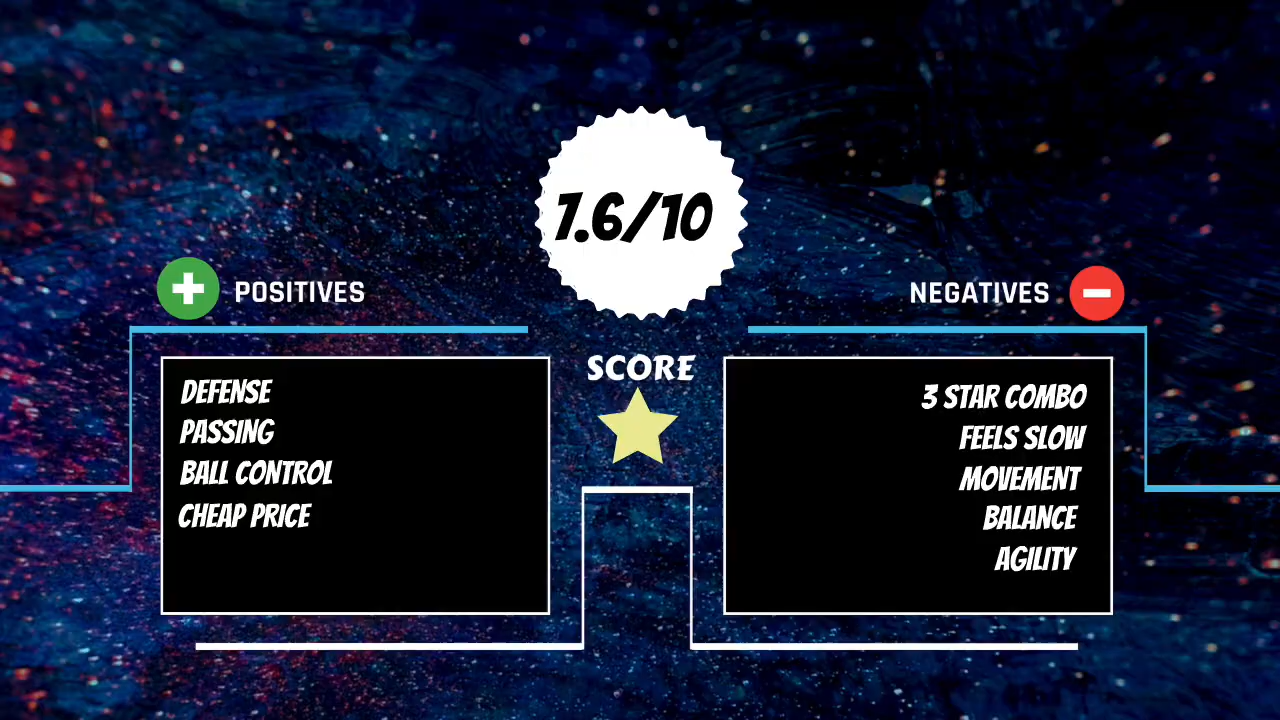 7.6/10
POSITIVES
NEGATIVES
SCORE
DEFENSE
PASSING
BALL CONTROL
CHEAP PRICE
3 STAR COMBO
FEELS SLOW
MOVEMENT
BALANCE
AGILITY